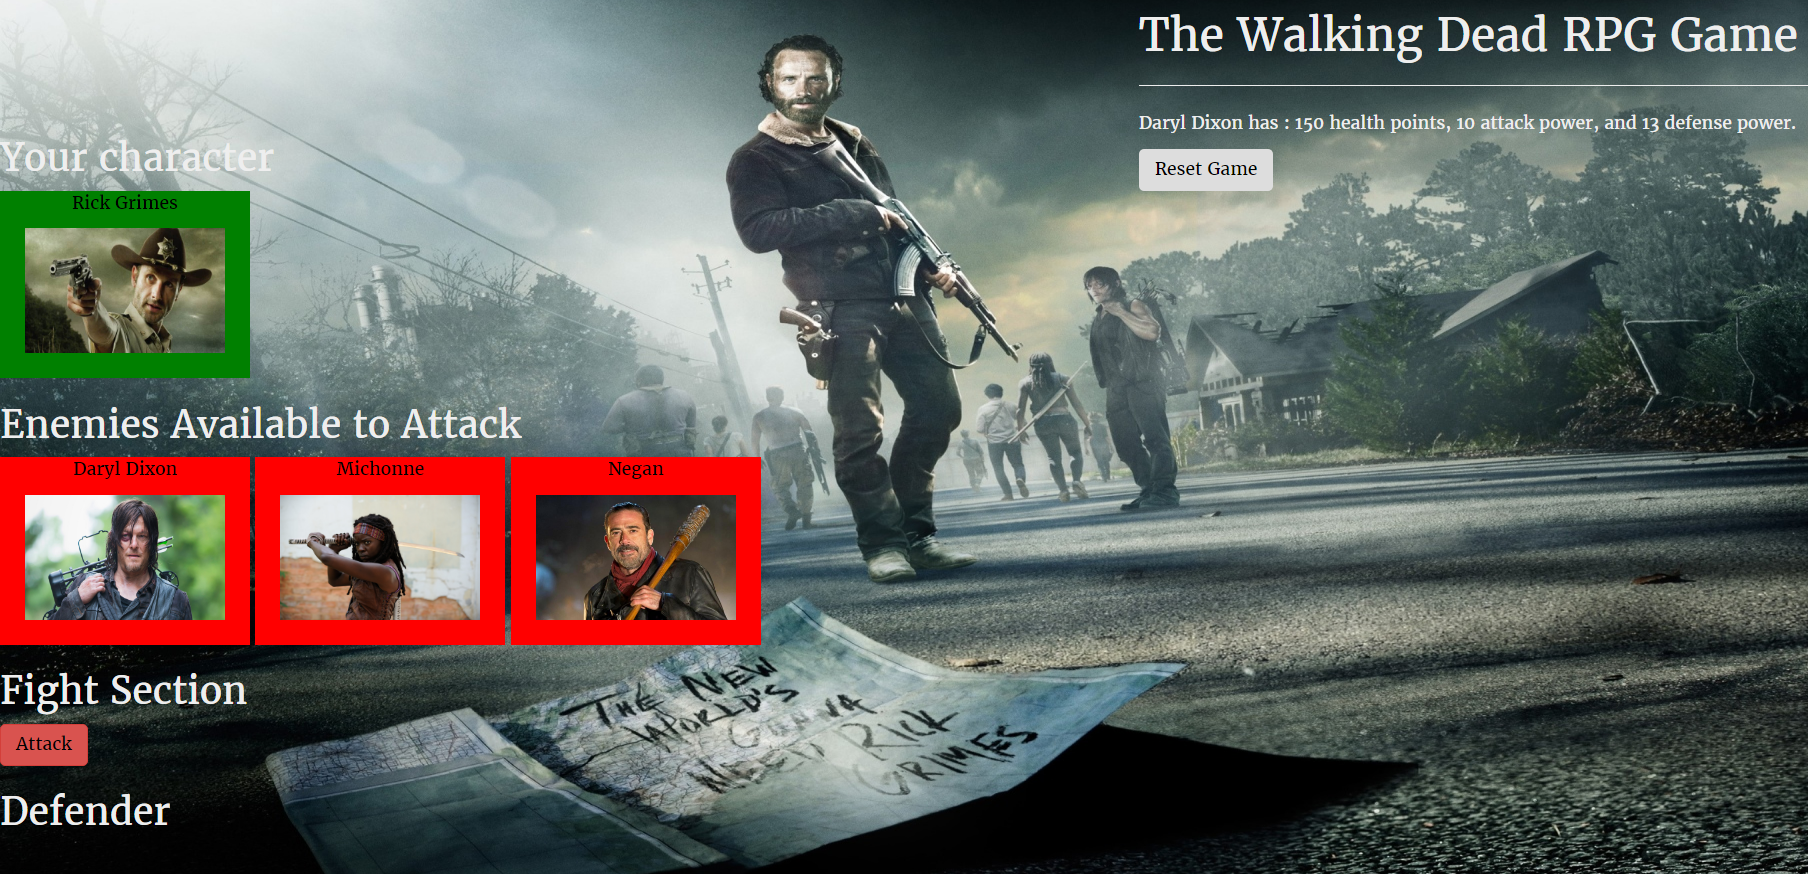 The Walking Dead RPG Game
Daryl Dixon has : 150 health points, 10 attack power, and 13 defense power.
Reset Game
Your character
Rick Grimes
Enemies Available to Attack
Daryl Dixon
Michonne
Negan
Fight Section
Attack
Defender
THE NEW
WORLD'S
GONNA
NEED RICK
GRIMES